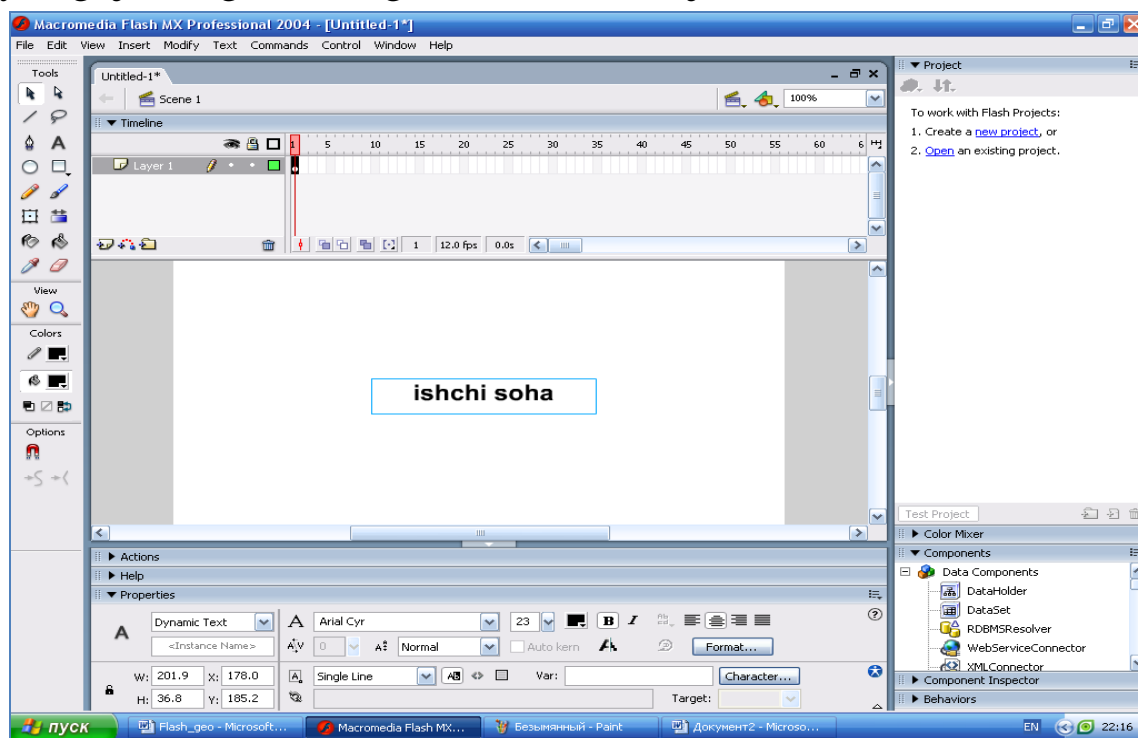 Macromedia Flash MX Professional 2004 - [Untitled-1*]
File Edit View Insert Modify Text Commands Control Window Help
Tools
Untitled-1*
Scene 1
100%
Timeline
1 5 10 15 20 25 30 35 40 45 50 55 60 6
Layer 1
1 12.0 fps 0.0s
View
Colors
Options
ishchi soha
Actions
Help
Properties
Dynamic Text
A Arial Cyr 23 B I
<Instance Name>
A V 0 Normal Auto kern Format...
W: 201.9 X: 178.0 Single Line AB Var: Character...
H: 36.8 Y: 185.2 Target:
Project
To work with Flash Projects:
1. Create a new project, or
2. Open an existing project.
Test Project
Color Mixer
Components
Data Components
DataHolder
DataSet
RDBMSResolver
WebServiceConnector
XMLConnector
Component Inspector
Behaviors
пуск Flash_geo - Microsoft... Macromedia Flash MX... Безымянный - Paint Документ2 - Microso... EN 22:16